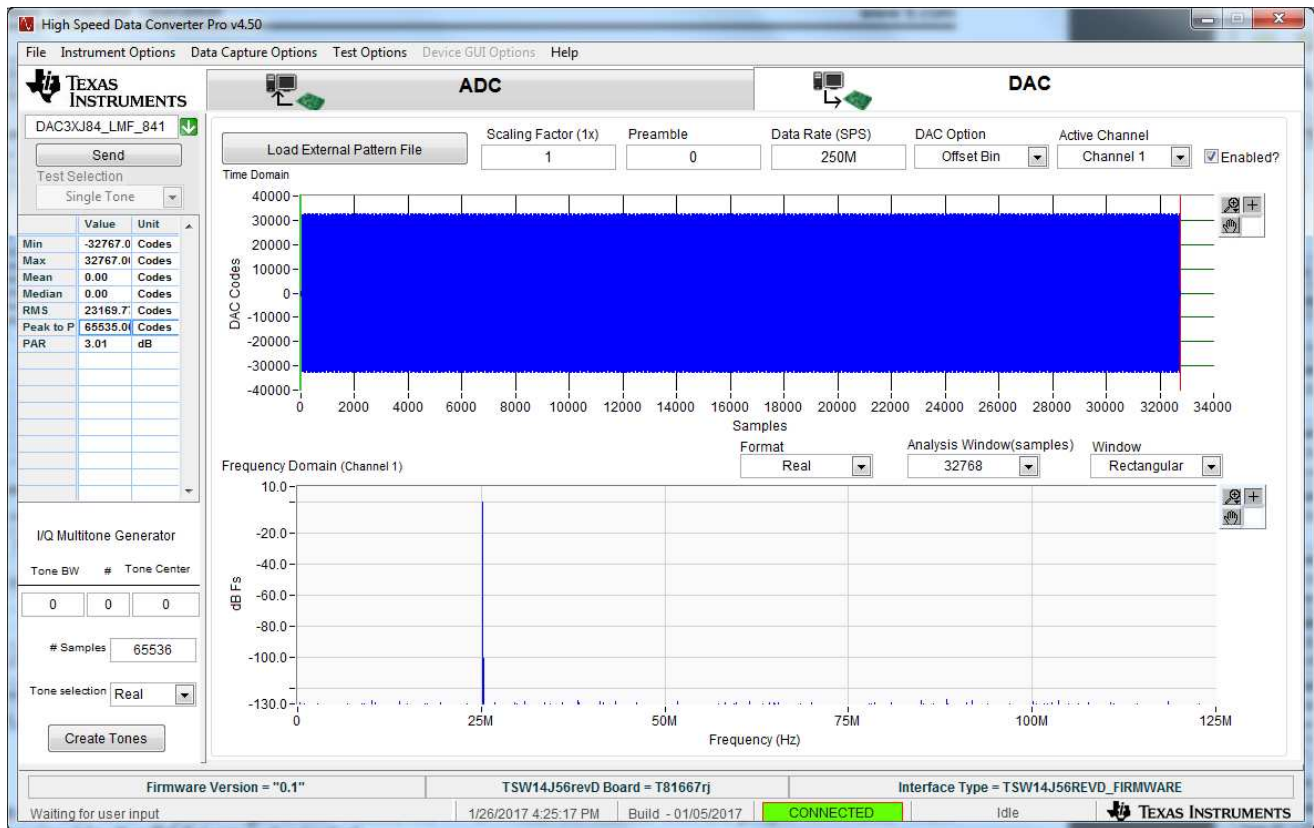 High Speed Data Converter Pro v4.50
File Instrument Options Data Capture Options Test Options Device GUI Options Help
TEXAS INSTRUMENTS
ADC
DAC
DAC3XJ84_LMF_841
Send
Test Selection
Single Tone
Value Unit
Min -32767.0 Codes
Max 32767.0 Codes
Mean 0.00 Codes
Median 0.00 Codes
RMS 23169.7 Codes
Peak to P 65535.0 Codes
PAR 3.01 dB
I/Q Multitone Generator
Tone BW # Tone Center
0 0 0
# Samples 65536
Tone selection Real
Create Tones
Load External Pattern File
Scaling Factor (1x) Preamble Data Rate (SPS) DAC Option Active Channel
1 0 250M Offset Bin Channel 1 Enabled?
Time Domain
40000
30000
20000
10000
0
-10000
-20000
-30000
-40000
DAC Codes
0 2000 4000 6000 8000 10000 12000 14000 16000 18000 20000 22000 24000 26000 28000 30000 32000 34000
Samples
Format Analysis Window(samples) Window
Frequency Domain (Channel 1) Real 32768 Rectangular
10.0
-20.0
-40.0
-60.0
-80.0
-100.0
-130.0
dB Fs
0 25M 50M 75M 100M 125M
Frequency (Hz)
Firmware Version = "0.1" TSW14J56revD Board = T81667rj Interface Type = TSW14J56REVD_FIRMWARE
Waiting for user input 1/26/2017 4:25:17 PM Build - 01/05/2017 CONNECTED Idle TEXAS INSTRUMENTS